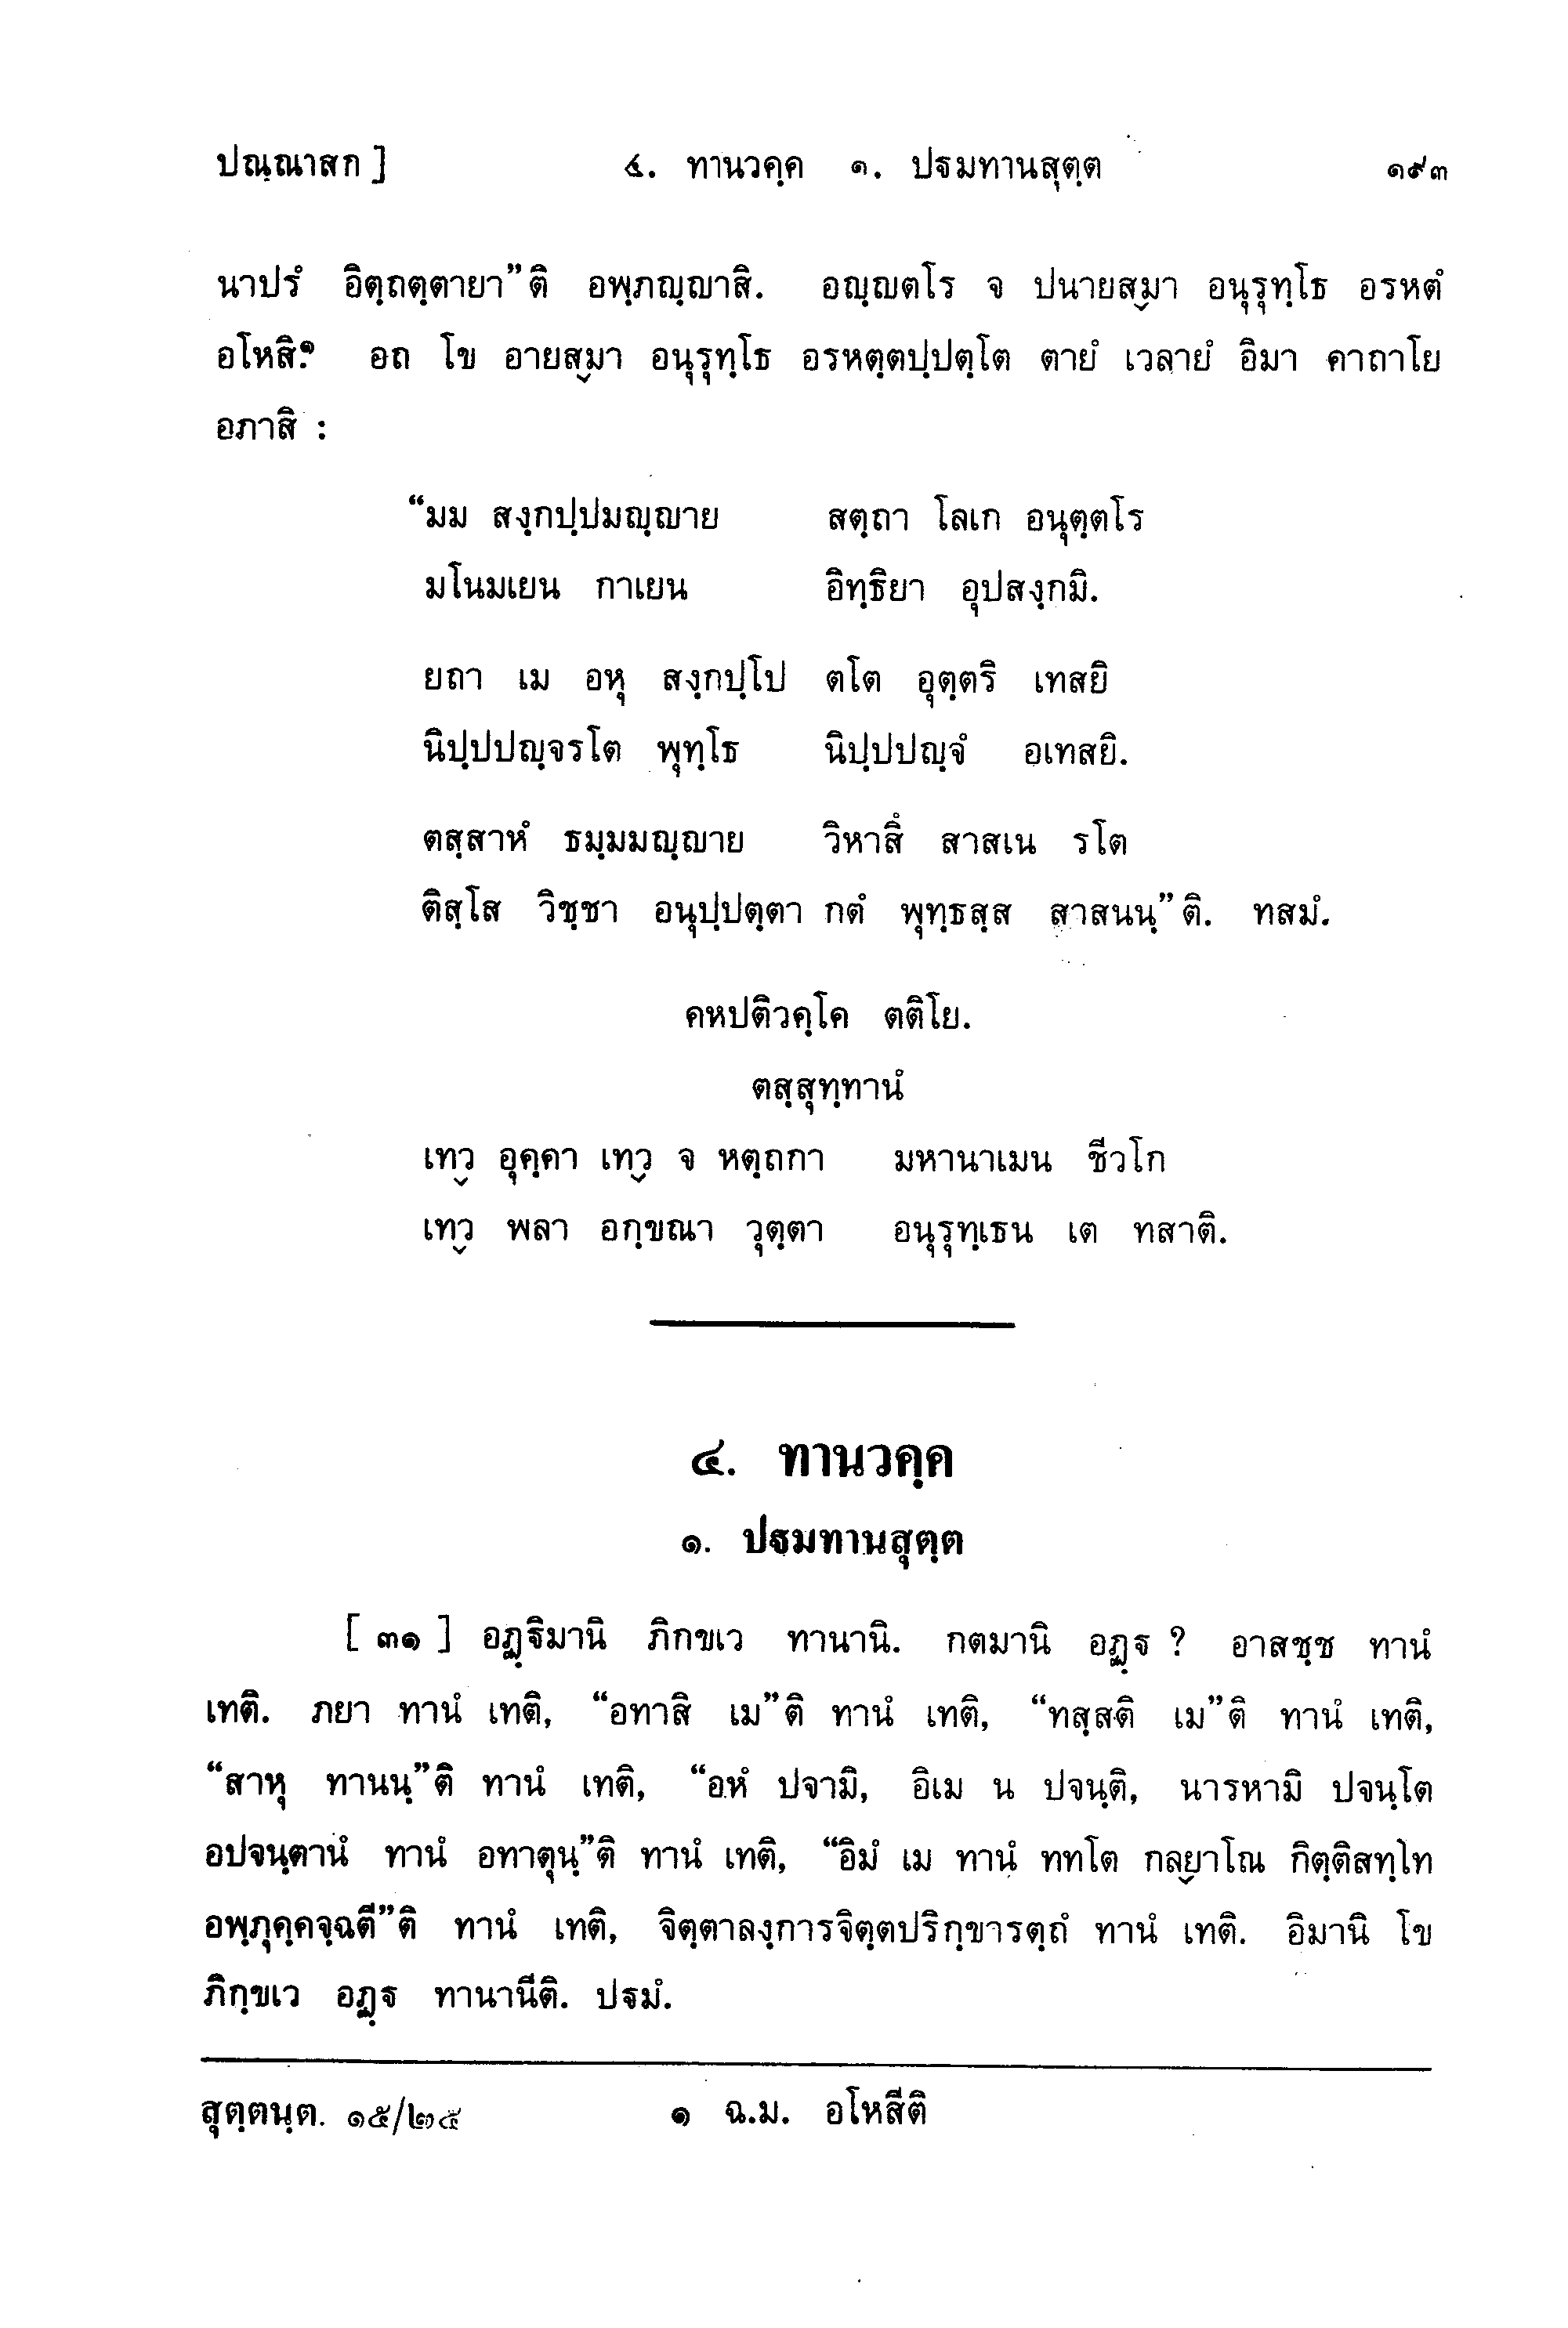 ปณฺณาสก ] ๔. ทานวคฺค ๑. ปฐมทานสุตฺต ๑๙๓
นาปรํ อิตฺถตฺตายา”ติ อพฺภญฺญาสิ. อญฺญตโร จ ปนายสฺมา อนุรุทฺโธ อรหตํ
อโหสิ.๑ อถ โข อายสฺมา อนุรุทฺโธ อรหตฺตปฺปตฺโต ตายํ เวลายํ อิมา คาถาโย
อภาสิ :
“มม สงฺกปฺปมญฺญาย สตฺถา โลเก อนุตฺตโร
มโนมเยน กาเยน อิทฺธิยา อุปสงฺกมิ.
ยถา เม อหุ สงฺกปฺโป ตโต อุตฺตริ เทสยิ
นิปฺปปญฺจรโต พุทฺโธ นิปฺปปญฺจํ อเทสยิ.
ตสฺสาหํ ธมฺมมญฺญาย วิหาสึ สาสเน รโต
ติสฺโส วิชฺชา อนุปฺปตฺตา กตํ พุทฺธสฺส สาสนนฺ”ติ. ทสมํ.
คหปติวคฺโค ตติโย.
ตสฺสุทฺทานํ
เทฺว อุคฺคา เทฺว จ หตฺถกา มหานาเมน ชีวโก
เทฺว พลา อกฺขณา วุตฺตา อนุรุทฺเธน เต ทสาติ.
๔. ทานวคฺค
๑. ปฐมทานสุตฺต
[ ๓๑ ] อฏฺฐิมานิ ภิกขเว ทานานิ. กตมานิ อฏฺฐ ? อาสชฺช ทานํ
เทติ. ภยา ทานํ เทติ, “อทาสิ เม”ติ ทานํ เทติ, “ทสฺสติ เม”ติ ทานํ เทติ,
“สาหุ ทานนฺ”ติ ทานํ เทติ, “อหํ ปจามิ, อิเม น ปจนฺติ, นารหามิ ปจนฺโต
อปจนฺตานํ ทานํ อทาตุนฺ”ติ ทานํ เทติ, “อิมํ เม ทานํ ททโต กลฺยาโณ กิตฺติสทฺโท
อพฺภุคฺคจฺฉตี”ติ ทานํ เทติ, จิตฺตาลงฺการจิตฺตปริกฺขารตฺถํ ทานํ เทติ. อิมานิ โข
ภิกฺขเว อฏฺฐ ทานานีติ. ปฐมํ.
สุตฺตนฺต. ๑๕/๒๕ ๑ ฉ.ม. อโหสีติ